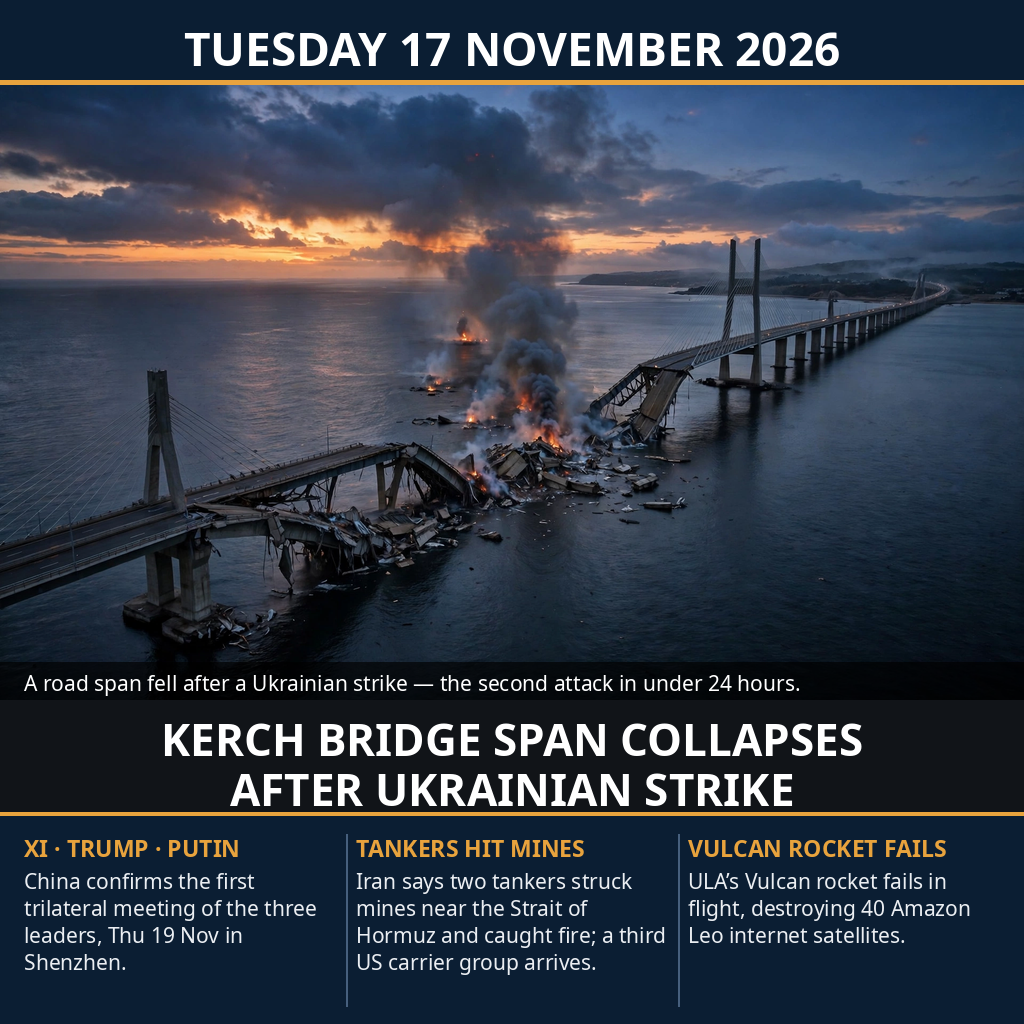 TUESDAY 17 NOVEMBER 2026
A road span fell after a Ukrainian strike — the second attack in under 24 hours.
KERCH BRIDGE SPAN COLLAPSES
AFTER UKRAINIAN STRIKE
XI · TRUMP · PUTIN
China confirms the first
trilateral meeting of the three
leaders, Thu 19 Nov in
Shenzhen.
TANKERS HIT MINES
Iran says two tankers struck
mines near the Strait of
Hormuz and caught fire; a third
US carrier group arrives.
VULCAN ROCKET FAILS
ULA’s Vulcan rocket fails in
flight, destroying 40 Amazon
Leo internet satellites.